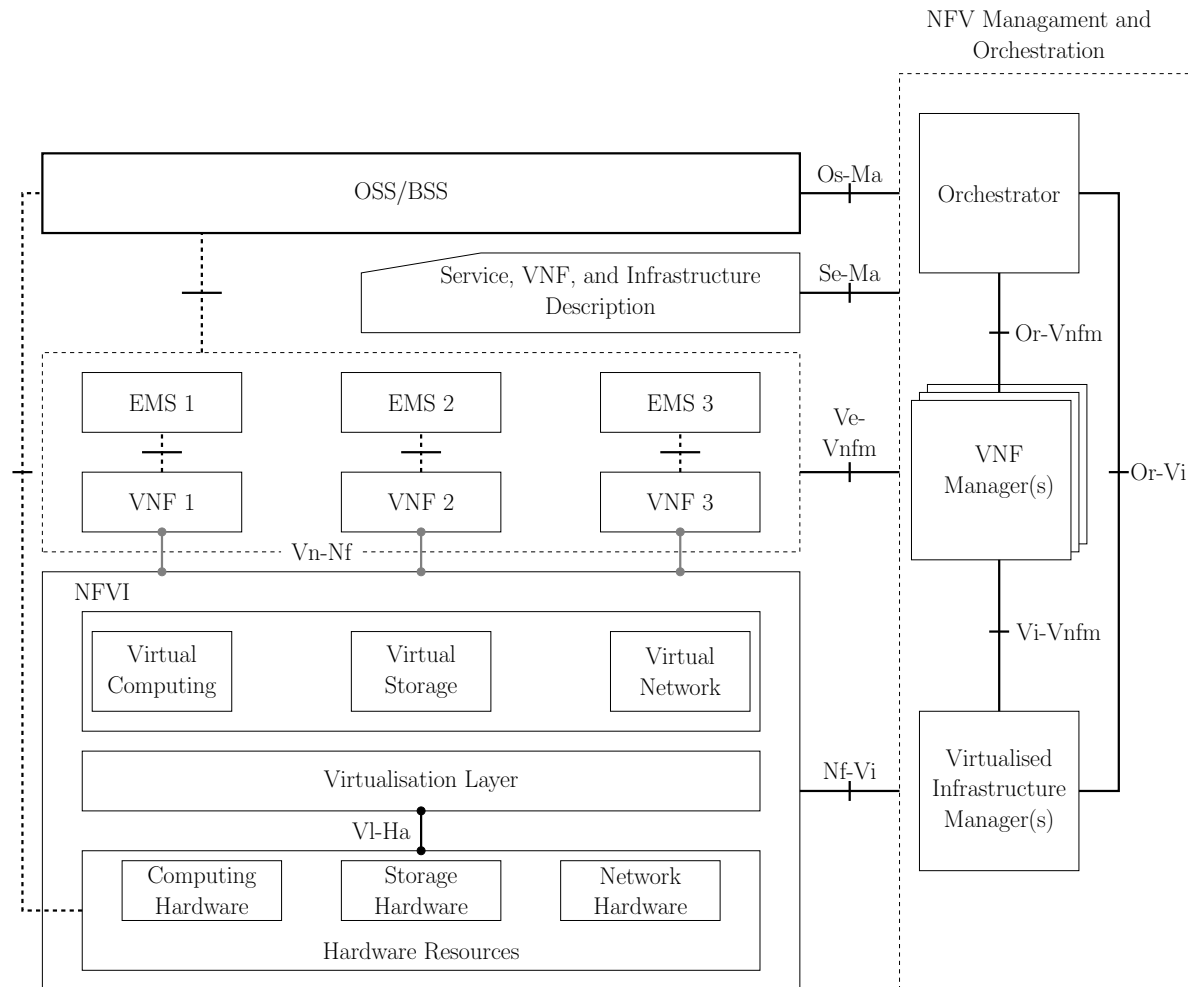 NFV Managament and
Orchestration
OSS/BSS
Os-Ma
Orchestrator
Service, VNF, and Infrastructure
Description
Se-Ma
Or-Vnfm
EMS 1
EMS 2
EMS 3
Ve-
Vnfm
VNF
Manager(s)
Or-Vi
VNF 1
VNF 2
VNF 3
Vn-Nf
NFVI
Virtual
Computing
Virtual
Storage
Virtual
Network
Vi-Vnfm
Virtualisation Layer
Nf-Vi
Virtualised
Infrastructure
Manager(s)
Vl-Ha
Computing
Hardware
Storage
Hardware
Network
Hardware
Hardware Resources